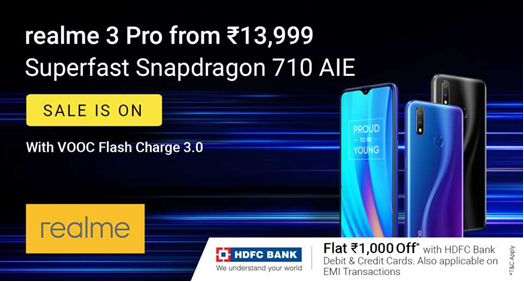 realme 3 Pro from ₹13,999
Superfast Snapdragon 710 AIE
SALE IS ON
With VOOC Flash Charge 3.0
PROUD
TO BE
YOUNG
realme
HDFC BANK
We understand your world
Flat ₹1,000 Off* with HDFC Bank
Debit & Credit Cards. Also applicable on
EMI Transactions
*T&C Apply